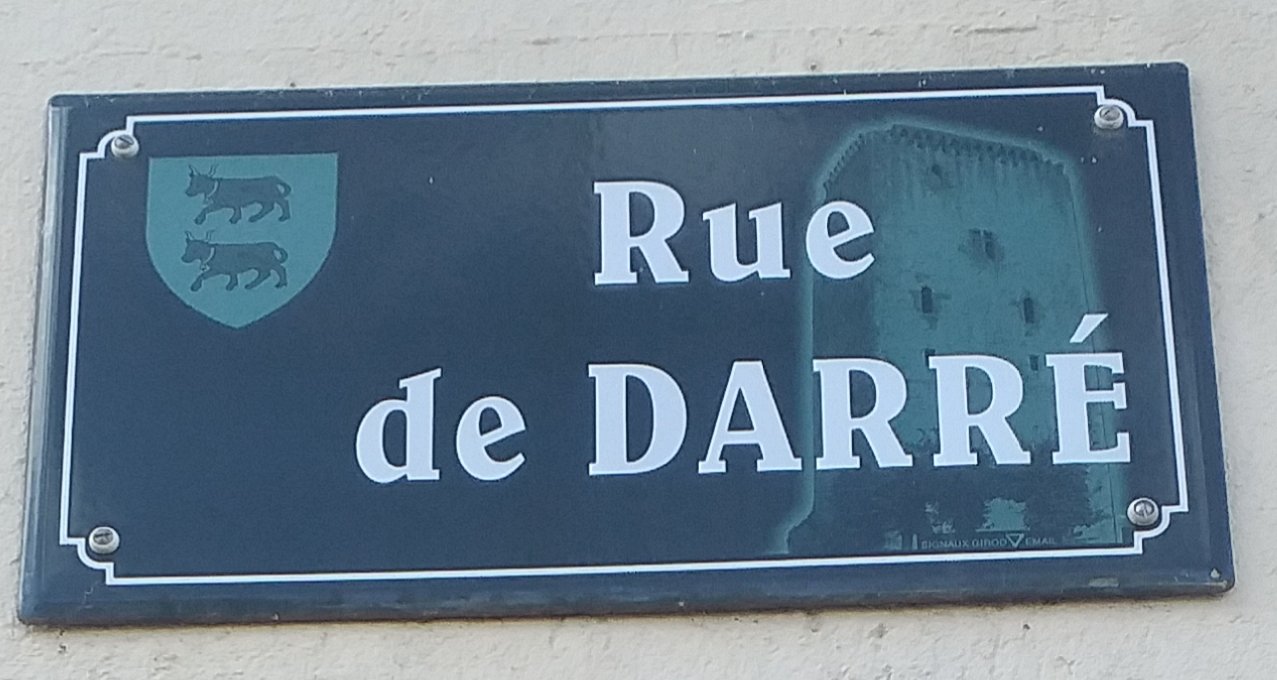 Rue
de DARRÉ
SIGNAUX GIROD EMAIL